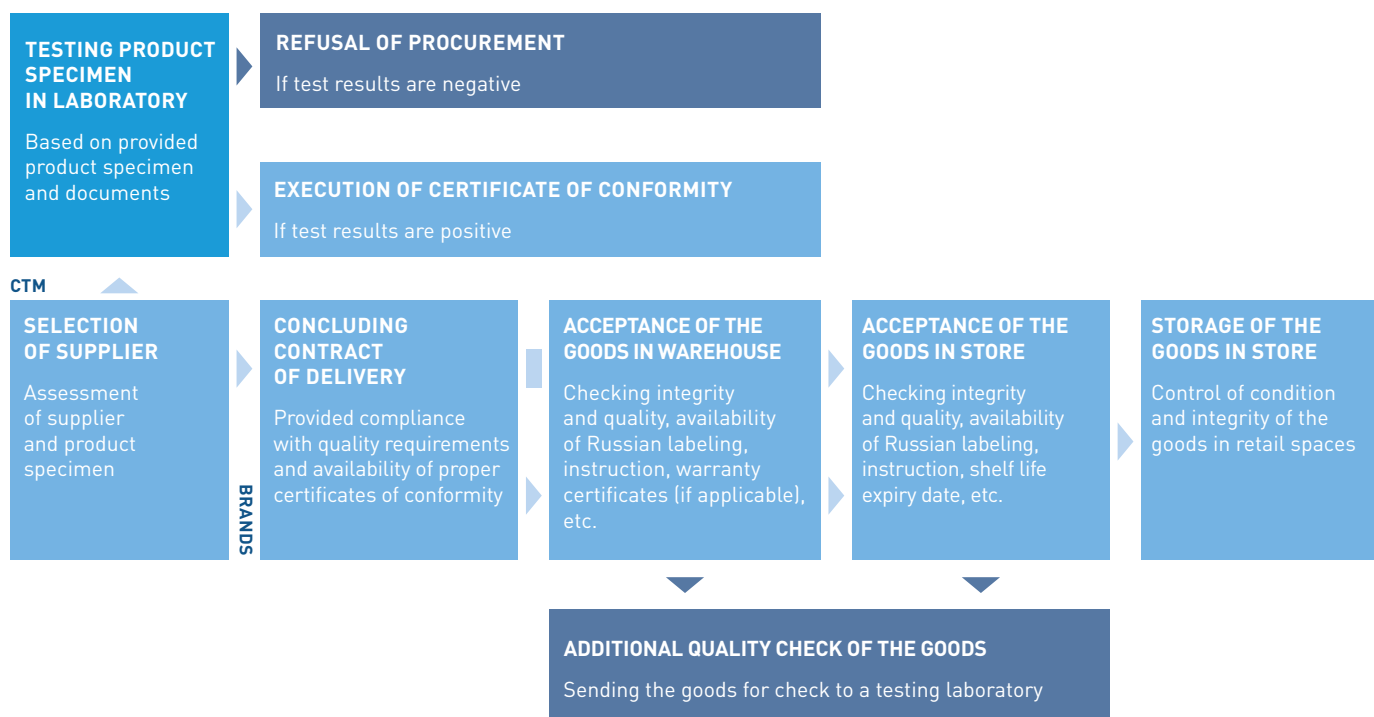 TESTING PRODUCT
SPECIMEN
IN LABORATORY
Based on provided
product specimen
and documents
REFUSAL OF PROCUREMENT
If test results are negative
EXECUTION OF CERTIFICATE OF CONFORMITY
If test results are positive
CTM
SELECTION
OF SUPPLIER
Assessment
of supplier
and product
specimen
BRANDS
CONCLUDING
CONTRACT
OF DELIVERY
Provided compliance
with quality requirements
and availability of proper
certificates of conformity
ACCEPTANCE OF THE
GOODS IN WAREHOUSE
Checking integrity
and quality, availability
of Russian labeling,
instruction, warranty
certificates (if applicable),
etc.
ACCEPTANCE OF THE
GOODS IN STORE
Checking integrity
and quality, availability
of Russian labeling,
instruction, shelf life
expiry date, etc.
STORAGE OF THE
GOODS IN STORE
Control of condition
and integrity of the
goods in retail spaces
ADDITIONAL QUALITY CHECK OF THE GOODS
Sending the goods for check to a testing laboratory